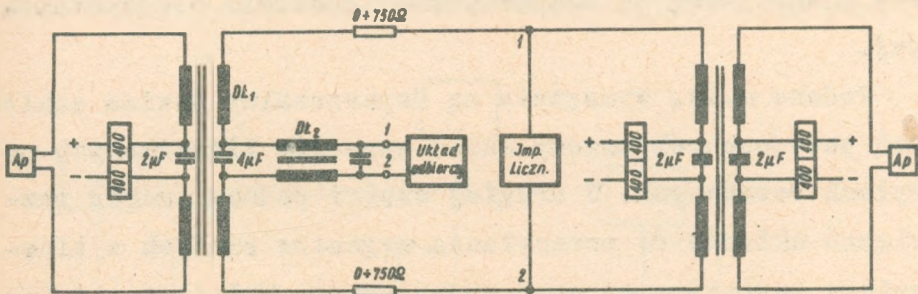 0+750Ω
1
Dł₁
Dł₂
1
2
Układ odbiorczy
Imp. Liczn.
Ap
+
400
400
-
2μF
4μF
+
400
400
-
2μF
2μF
400
400
+
-
Ap
0+750Ω
2